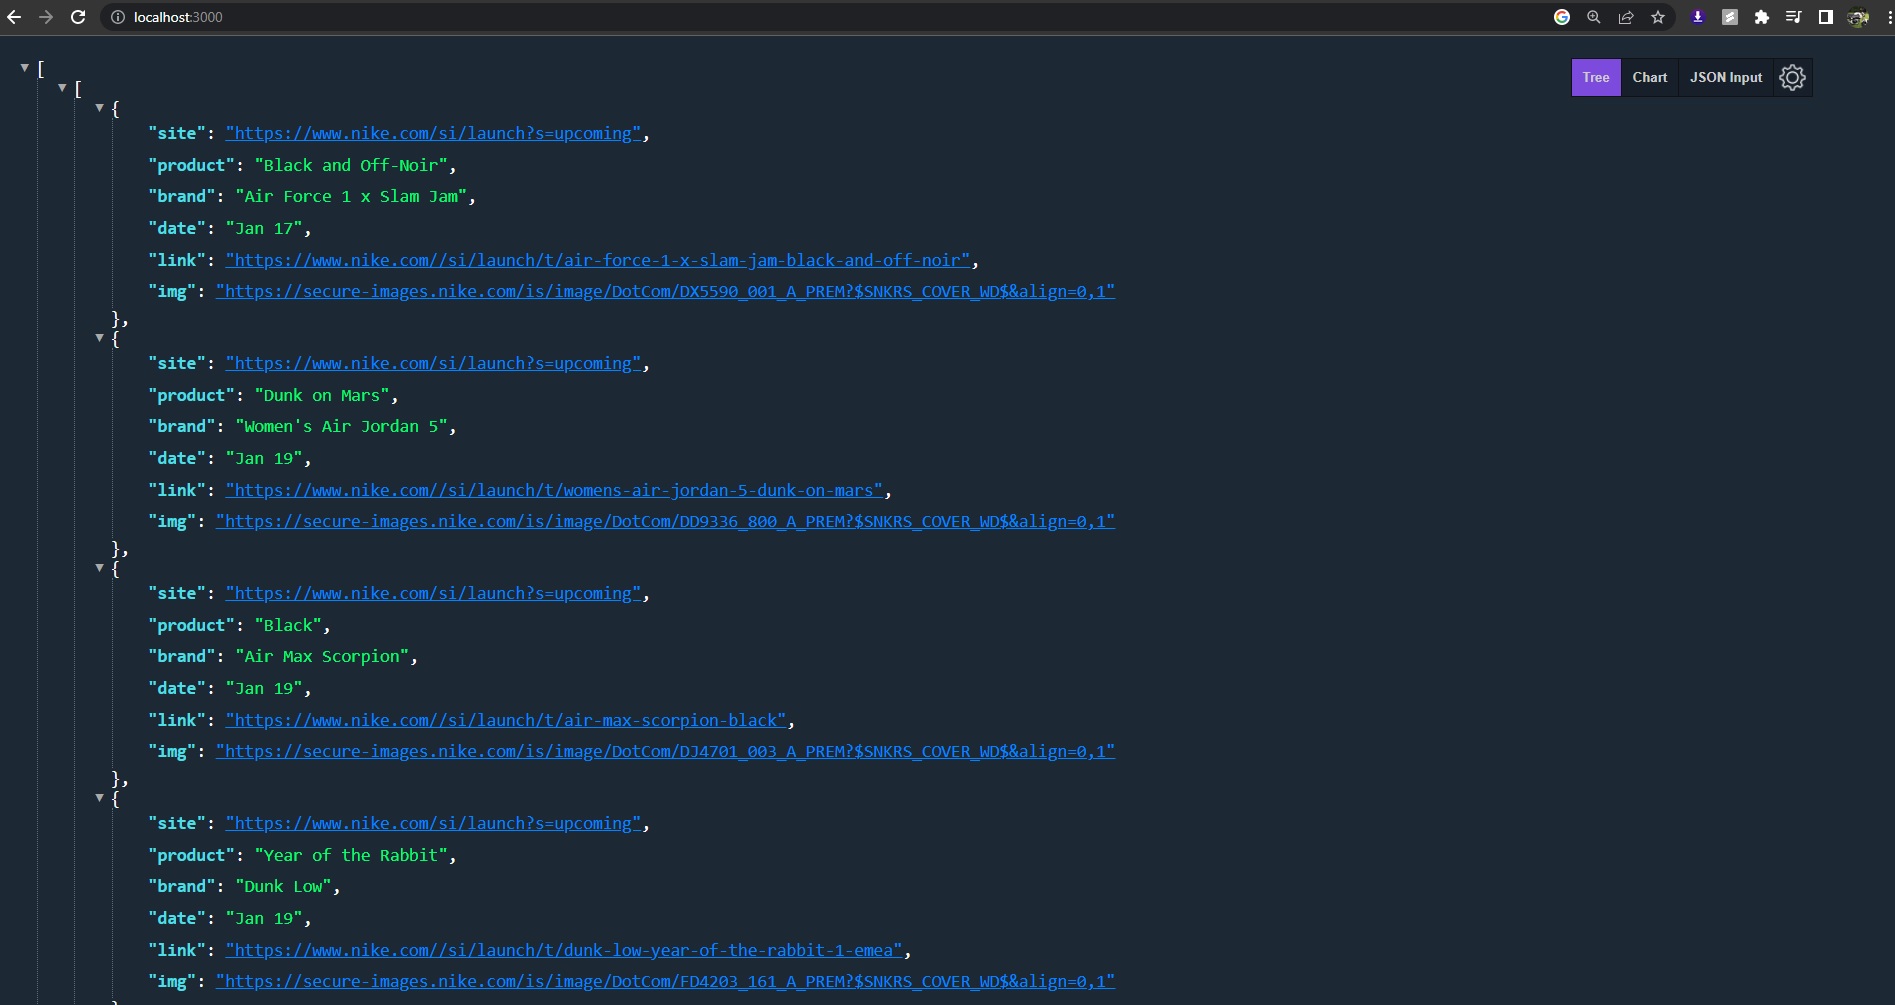 localhost:3000
Tree Chart JSON Input
[
[
{
"site": "https://www.nike.com/si/launch?s=upcoming",
"product": "Black and Off-Noir",
"brand": "Air Force 1 x Slam Jam",
"date": "Jan 17",
"link": "https://www.nike.com//si/launch/t/air-force-1-x-slam-jam-black-and-off-noir",
"img": "https://secure-images.nike.com/is/image/DotCom/DX5590_001_A_PREM?$SNKRS_COVER_WD$&align=0,1"
},
{
"site": "https://www.nike.com/si/launch?s=upcoming",
"product": "Dunk on Mars",
"brand": "Women's Air Jordan 5",
"date": "Jan 19",
"link": "https://www.nike.com//si/launch/t/womens-air-jordan-5-dunk-on-mars",
"img": "https://secure-images.nike.com/is/image/DotCom/DD9336_800_A_PREM?$SNKRS_COVER_WD$&align=0,1"
},
{
"site": "https://www.nike.com/si/launch?s=upcoming",
"product": "Black",
"brand": "Air Max Scorpion",
"date": "Jan 19",
"link": "https://www.nike.com//si/launch/t/air-max-scorpion-black",
"img": "https://secure-images.nike.com/is/image/DotCom/DJ4701_003_A_PREM?$SNKRS_COVER_WD$&align=0,1"
},
{
"site": "https://www.nike.com/si/launch?s=upcoming",
"product": "Year of the Rabbit",
"brand": "Dunk Low",
"date": "Jan 19",
"link": "https://www.nike.com//si/launch/t/dunk-low-year-of-the-rabbit-1-emea",
"img": "https://secure-images.nike.com/is/image/DotCom/FD4203_161_A_PREM?$SNKRS_COVER_WD$&align=0,1"